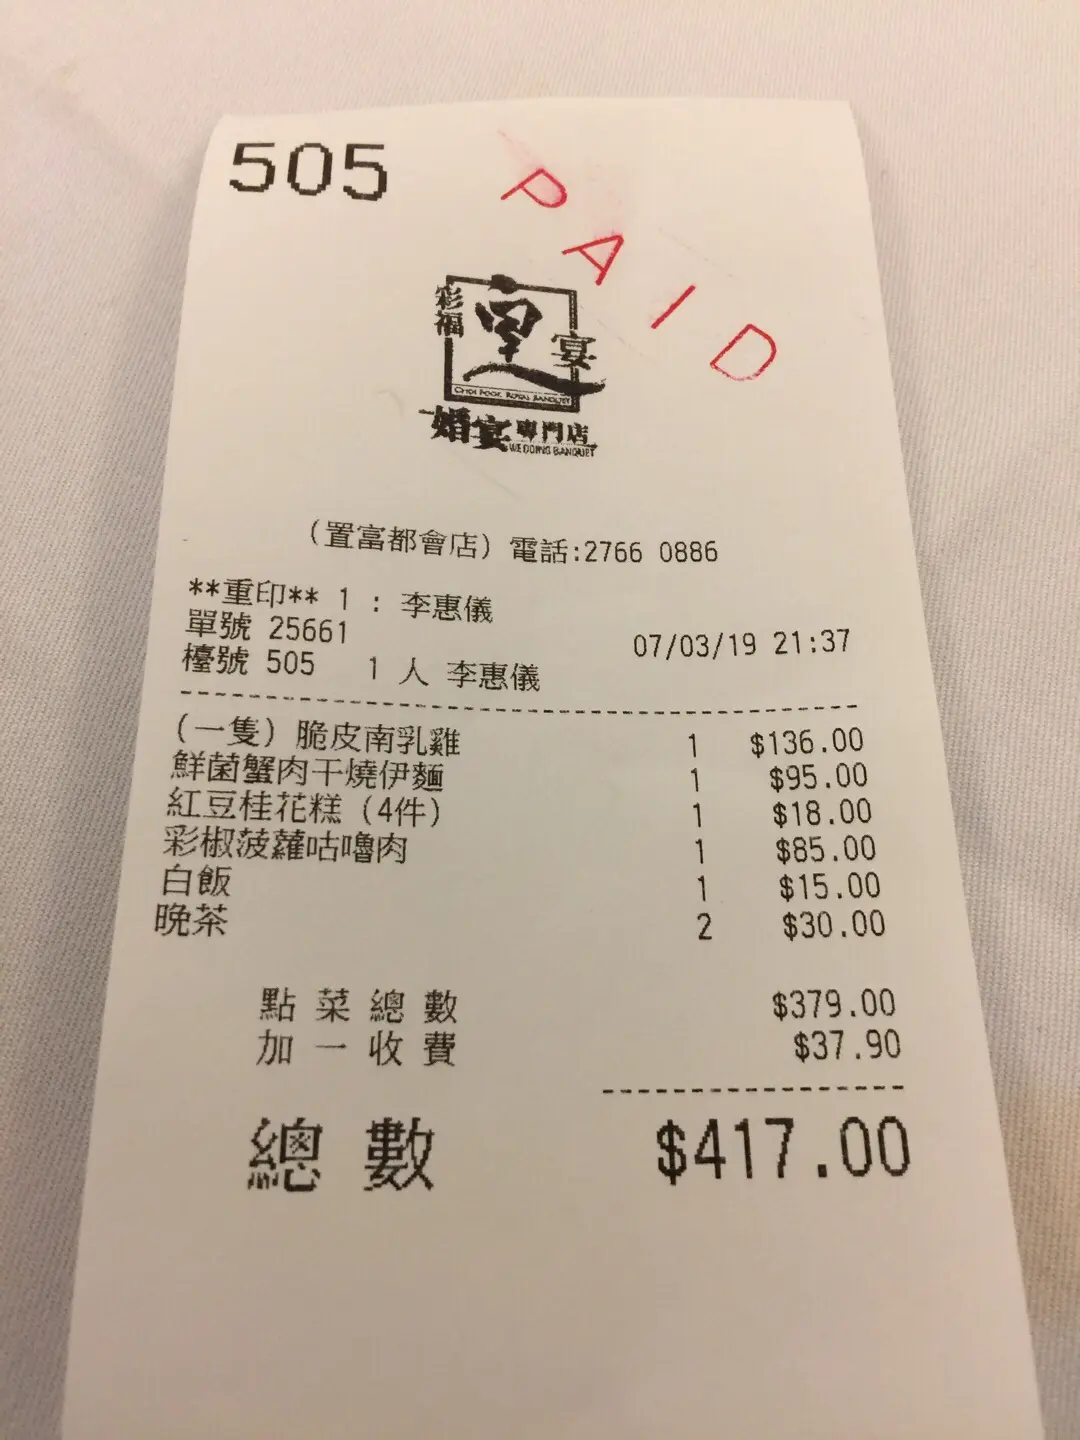 505
PAID
彩福
皇
宴
CHOI FOOK ROYAL BANQUET
婚宴專門店
WEDDING BANQUET
(置富都會店) 電話:2766 0886
**重印** 1 : 李惠儀
單號 25661
07/03/19 21:37
檯號 505 1 人 李惠儀
(一隻) 脆皮南乳雞 1 $136.00
鮮菌蟹肉干燒伊麵 1 $95.00
紅豆桂花糕 (4件) 1 $18.00
彩椒菠蘿咕嚕肉 1 $85.00
白飯 1 $15.00
晚茶 2 $30.00
點菜總數 $379.00
加一收費 $37.90
總數 $417.00